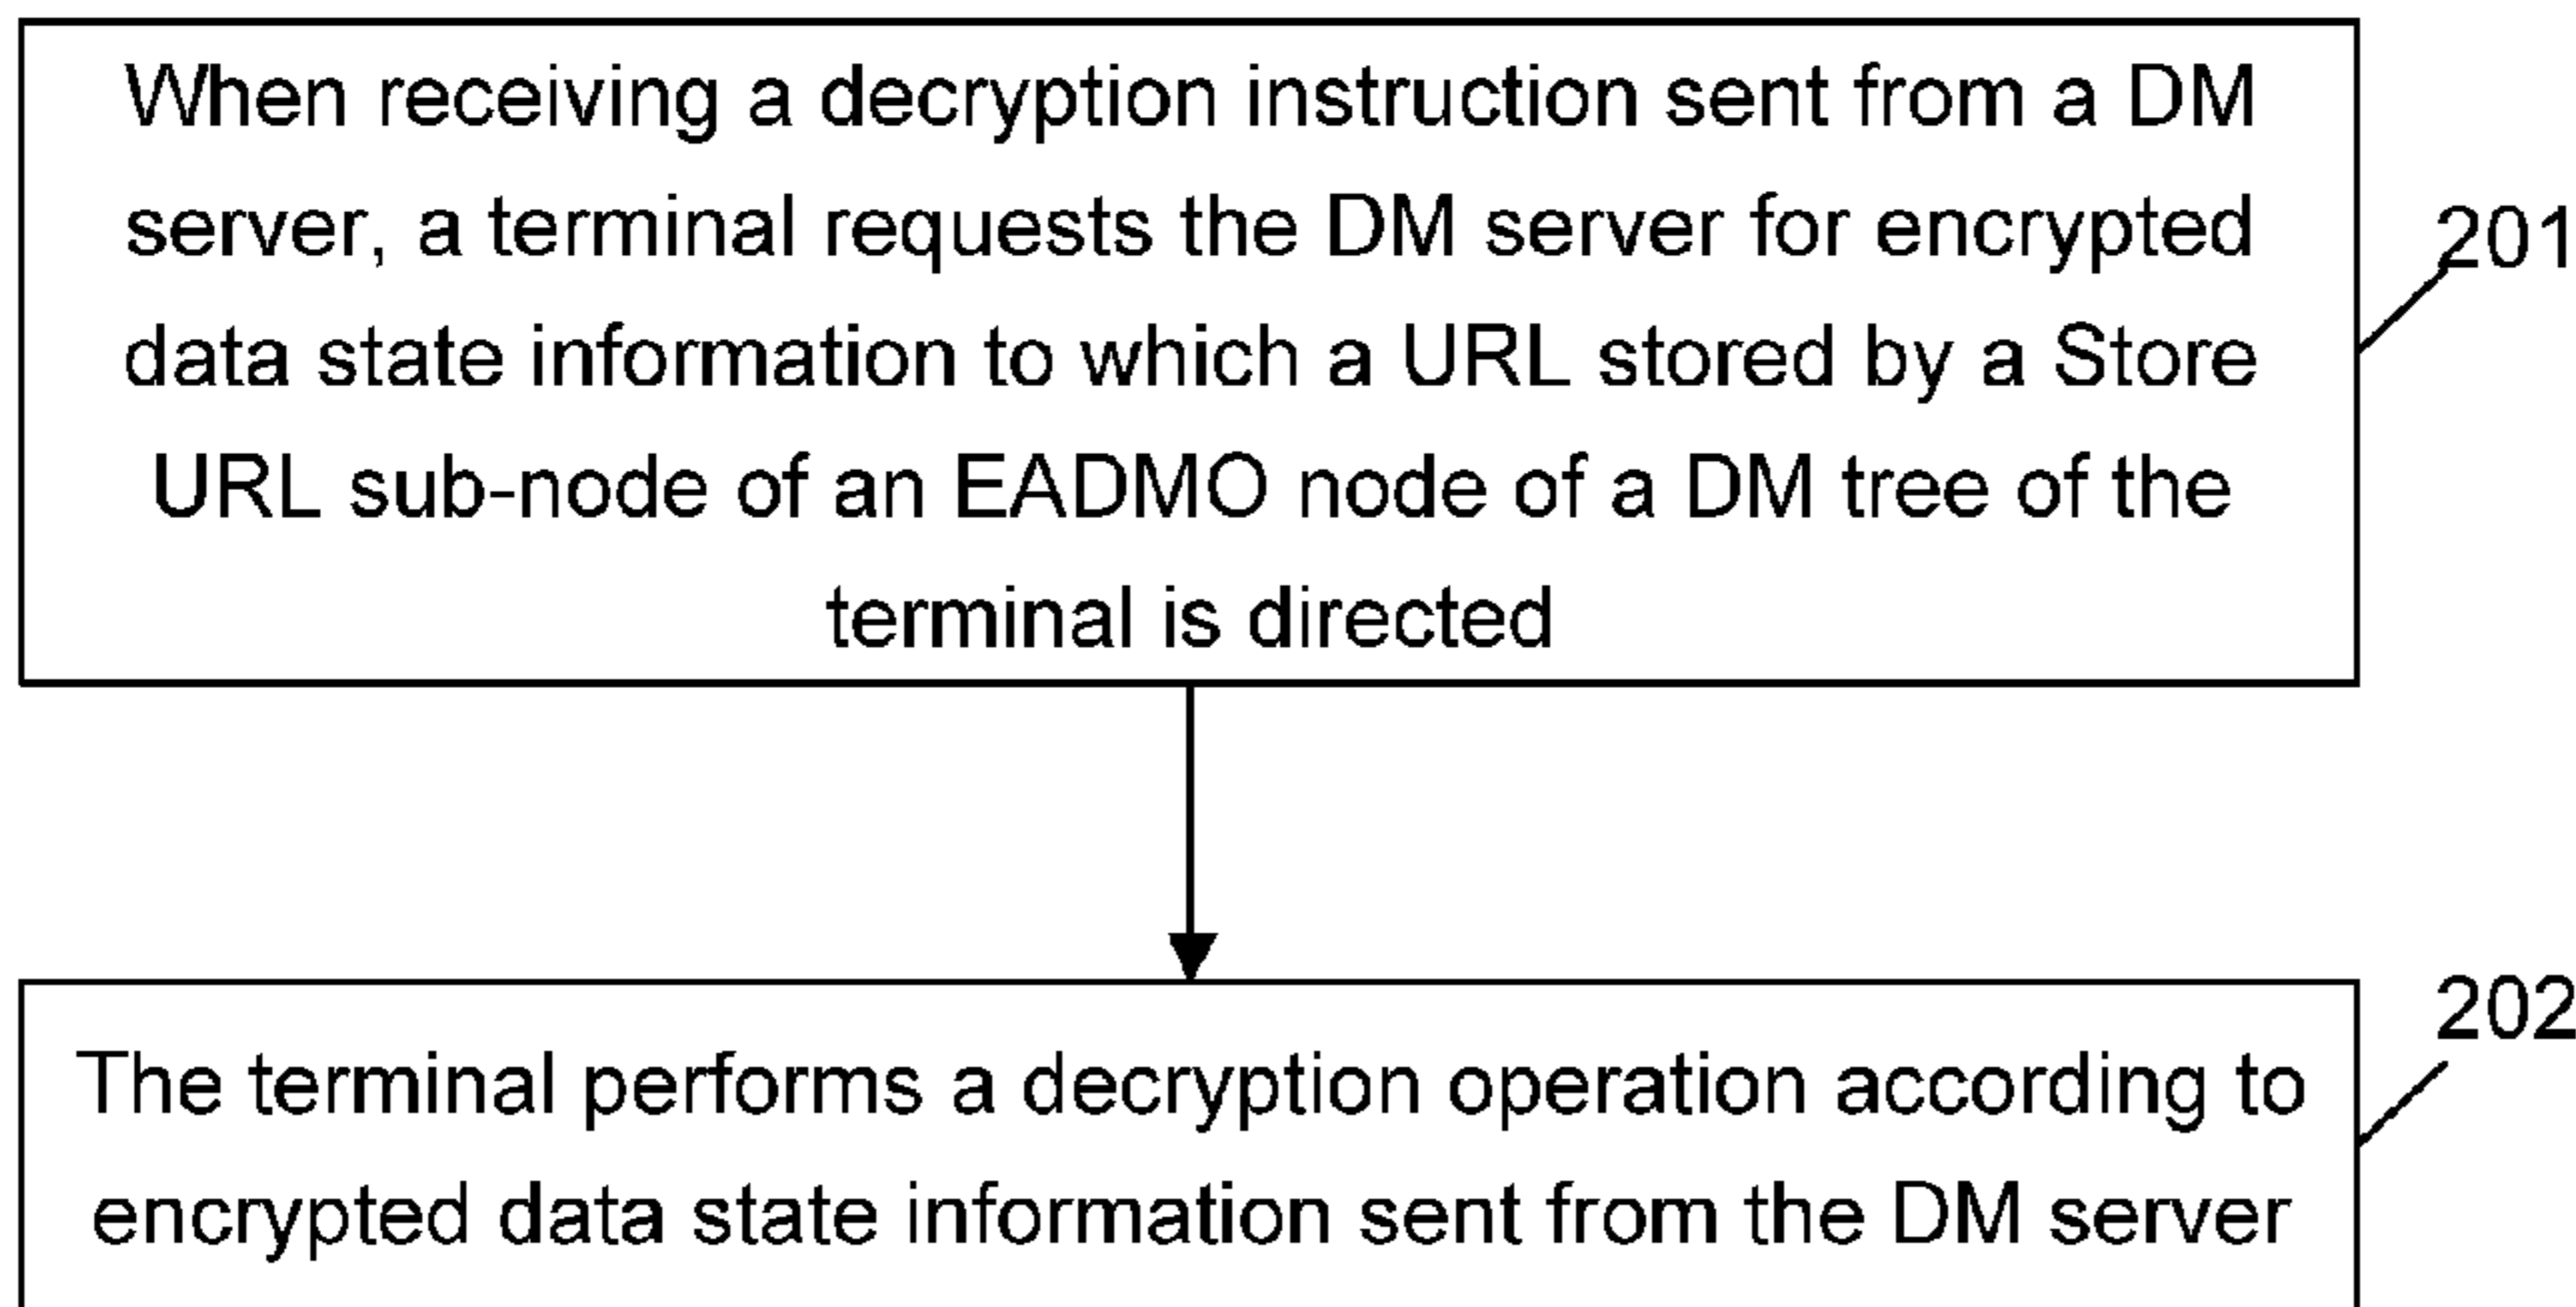 When receiving a decryption instruction sent from a DM
server, a terminal requests the DM server for encrypted
data state information to which a URL stored by a Store
URL sub-node of an EADMO node of a DM tree of the
terminal is directed
201
The terminal performs a decryption operation according to
encrypted data state information sent from the DM server
202